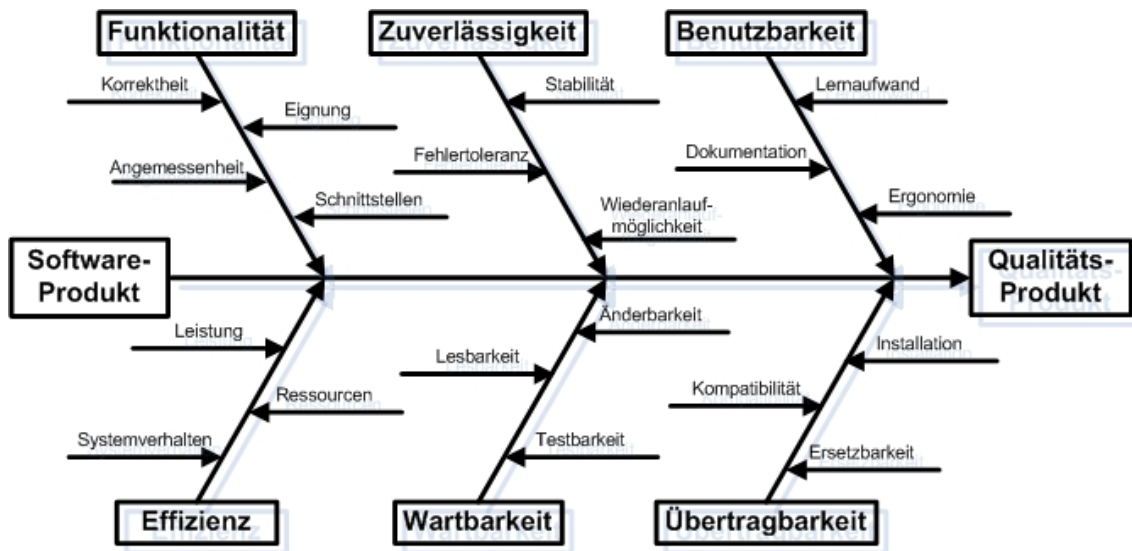 Funktionalität
Zuverlässigkeit
Benutzbarkeit
Korrektheit
Stabilität
Lernaufwand
Eignung
Fehlertoleranz
Dokumentation
Angemessenheit
Schnittstellen
Wiederanlauf-
möglichkeit
Ergonomie
Software-
Produkt
Qualitäts-
Produkt
Leistung
Änderbarkeit
Installation
Lesbarkeit
Ressourcen
Kompatibilität
Systemverhalten
Testbarkeit
Ersetzbarkeit
Effizienz
Wartbarkeit
Übertragbarkeit